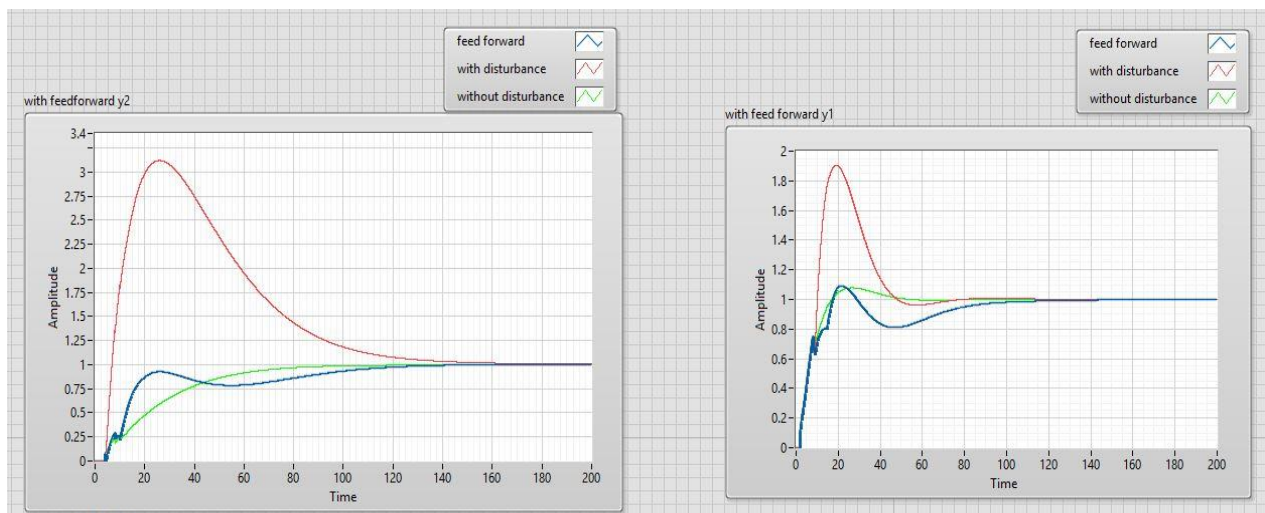 feed forward
with disturbance
without disturbance
with feedforward y2
3.4
3
2.75
2.5
2.25
2
1.75
1.5
1.25
1
0.75
0.5
0.25
0
Amplitude
0 20 40 60 80 100 120 140 160 180 200
Time
feed forward
with disturbance
without disturbance
with feed forward y1
2
1.8
1.6
1.4
1.2
1
0.8
0.6
0.4
0.2
0
Amplitude
0 20 40 60 80 100 120 140 160 180 200
Time